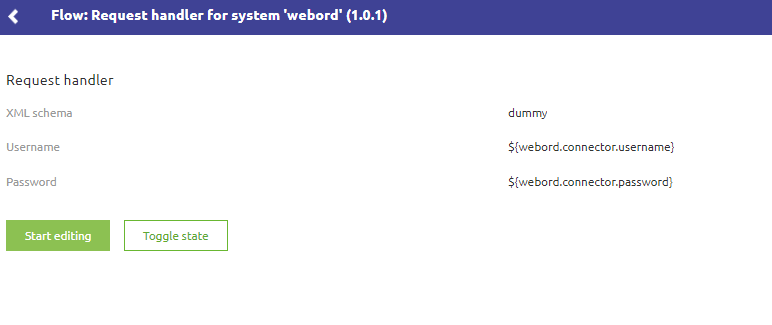 Flow: Request handler for system 'webord' (1.0.1)
Request handler
XML schema dummy
Username ${webord.connector.username}
Password ${webord.connector.password}
Start editing Toggle state